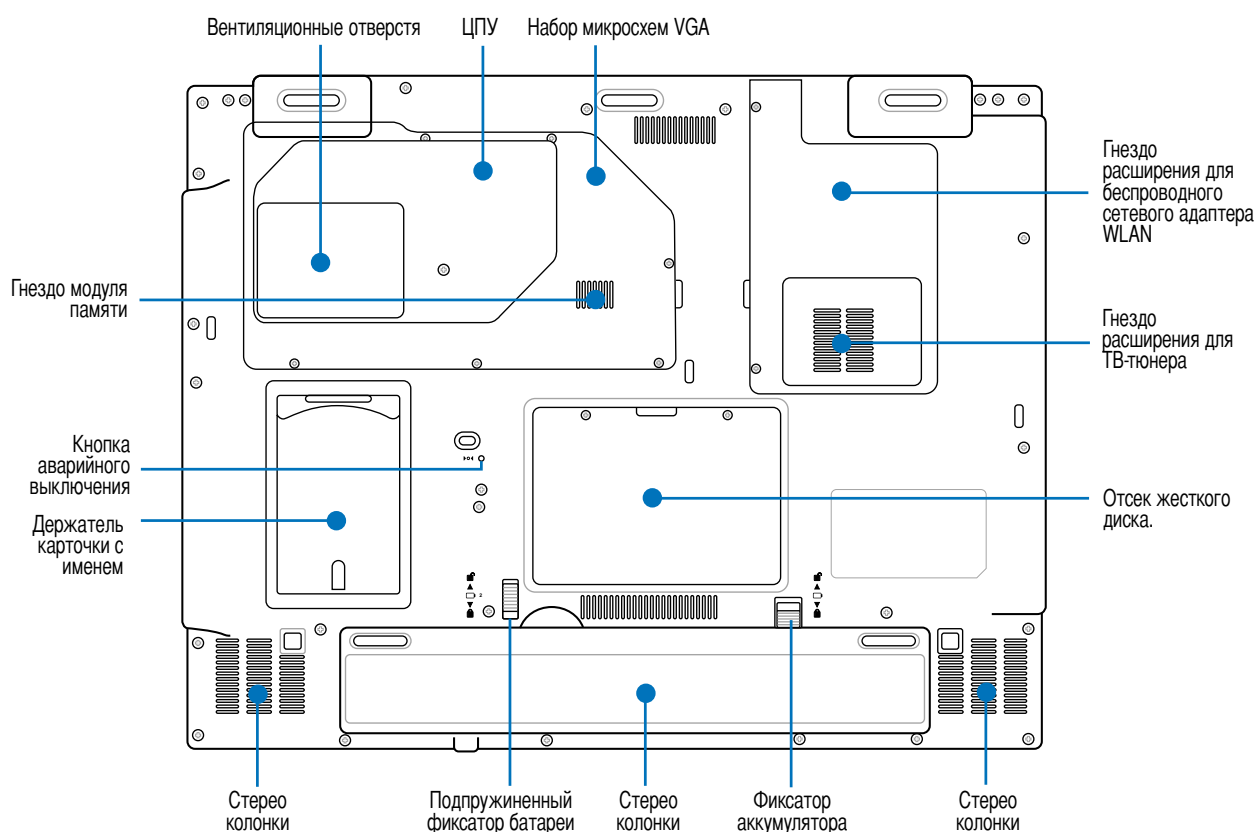 Вентиляционные отверстя
ЦПУ
Набор микросхем VGA
Гнездо
расширения для
беспроводного
сетевого адаптера
WLAN
Гнездо модуля
памяти
Гнездо
расширения для
ТВ-тюнера
Кнопка
аварийного
выключения
Отсек жесткого
диска.
Держатель
карточки с
именем
2
Стерео
колонки
Подпружиненный
фиксатор батареи
Стерео
колонки
Фиксатор
аккумулятора
Стерео
колонки